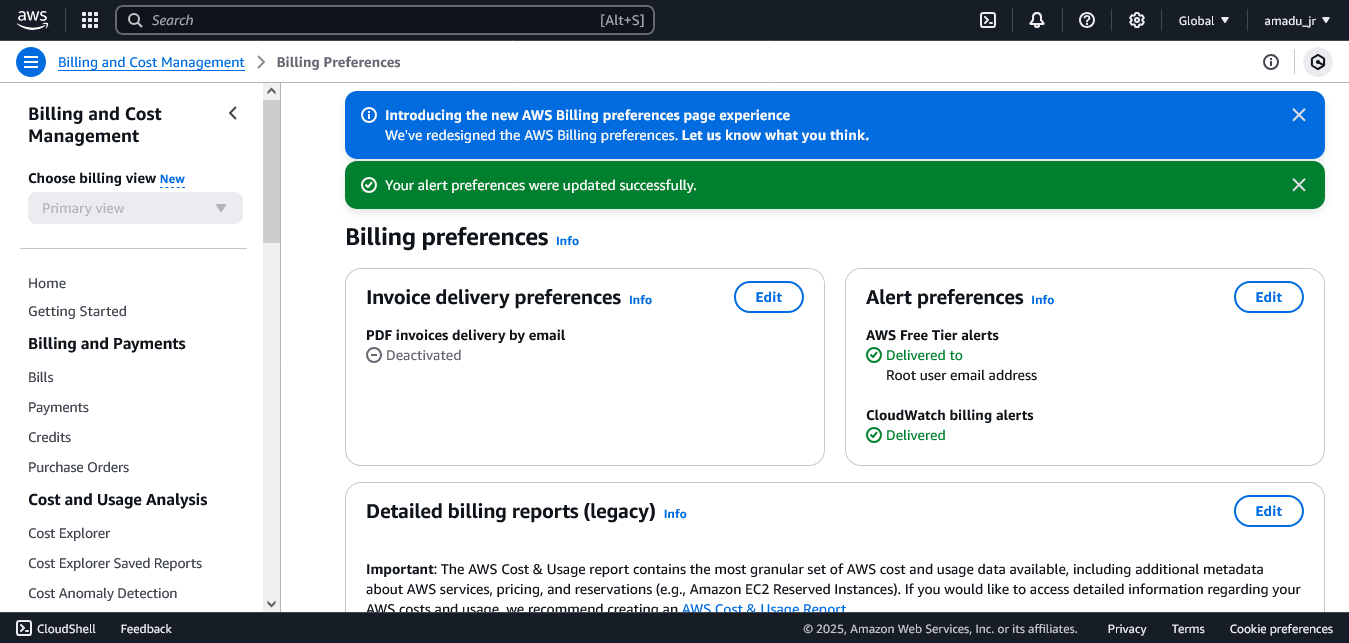 aws
Search [Alt+S]
Global
amadu_jr
Billing and Cost Management
Billing Preferences
Billing and Cost
Management
Choose billing view New
Primary view
Home
Getting Started
Billing and Payments
Bills
Payments
Credits
Purchase Orders
Cost and Usage Analysis
Cost Explorer
Cost Explorer Saved Reports
Cost Anomaly Detection
Introducing the new AWS Billing preferences page experience
We've redesigned the AWS Billing preferences. Let us know what you think.
Your alert preferences were updated successfully.
Billing preferences Info
Invoice delivery preferences Info
Edit
PDF invoices delivery by email
Deactivated
Alert preferences Info
Edit
AWS Free Tier alerts
Delivered to
Root user email address
CloudWatch billing alerts
Delivered
Detailed billing reports (legacy) Info
Edit
Important: The AWS Cost & Usage report contains the most granular set of AWS cost and usage data available, including additional metadata
about AWS services, pricing, and reservations (e.g., Amazon EC2 Reserved Instances). If you would like to access detailed information regarding your
AWS costs and usage, we recommend creating an AWS Cost & Usage Report
CloudShell
Feedback
© 2025, Amazon Web Services, Inc. or its affiliates.
Privacy
Terms
Cookie preferences